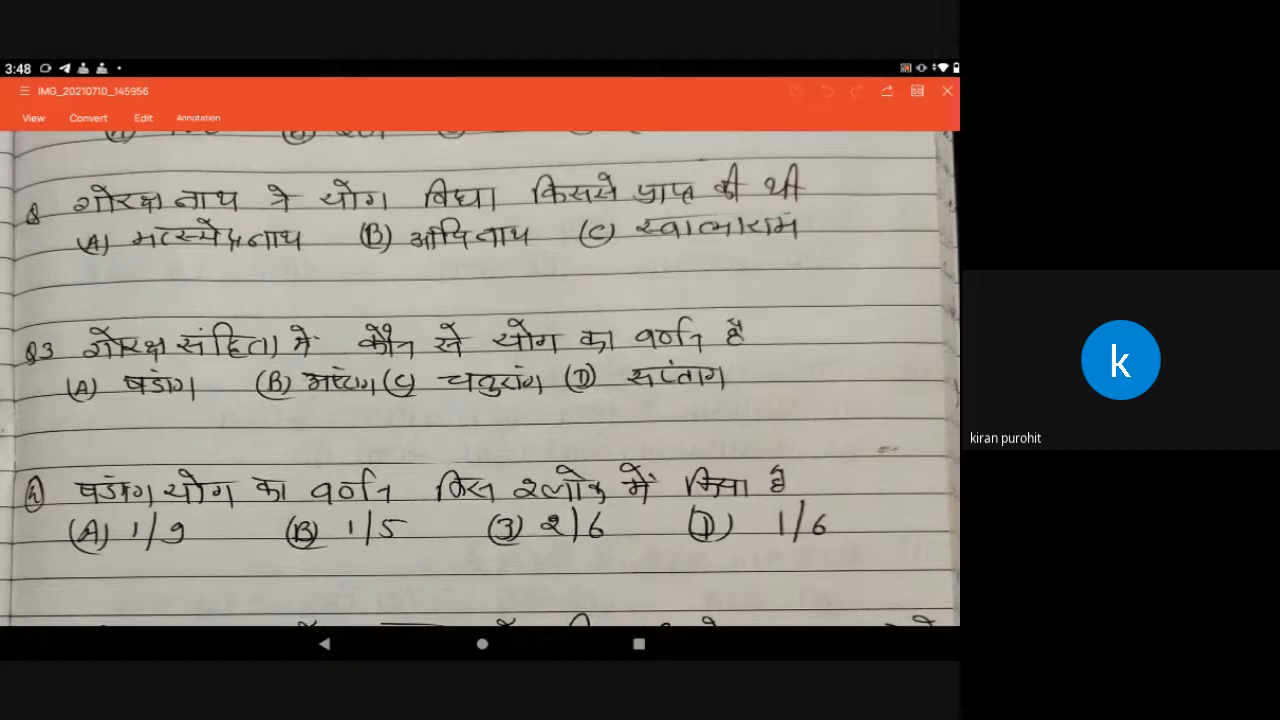 3:48
IMG_20210710_145956
View Convert Edit Annotation
Q गोरक्ष नाथ ने योग विद्या किससे प्राप्त की थी
(A) मत्स्येन्द्रनाथ (B) आदिनाथ (C) स्वात्माराम
Q3 गोरक्ष संहिता में कौन से योग का वर्णन है
(A) षडांग (B) अष्टांग (C) चतुरांग (D) सप्तांग
षडांग योग का वर्णन किस श्लोक में किया है
(A) 1/9 (B) 1/5 (3) 2/6 (D) 1/6
k
kiran purohit